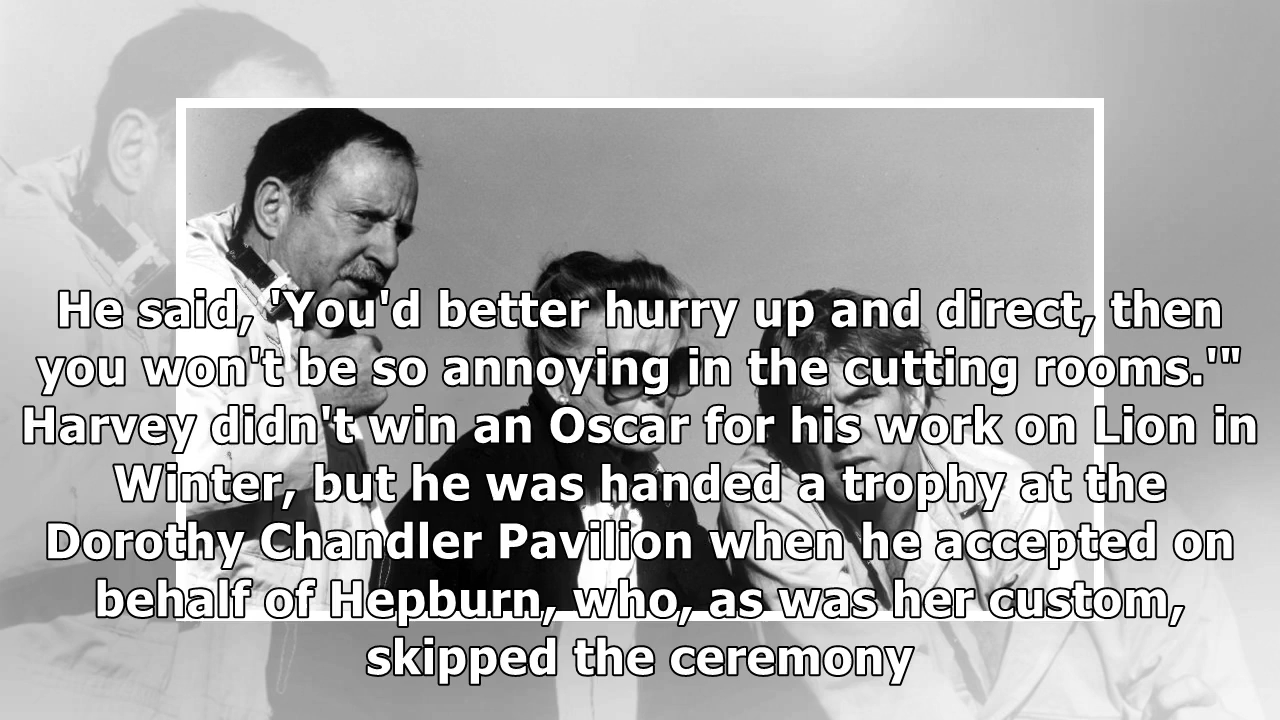 He said, 'You'd better hurry up and direct, then
you won't be so annoying in the cutting rooms.'"
Harvey didn't win an Oscar for his work on Lion in
Winter, but he was handed a trophy at the
Dorothy Chandler Pavilion when he accepted on
behalf of Hepburn, who, as was her custom,
skipped the ceremony